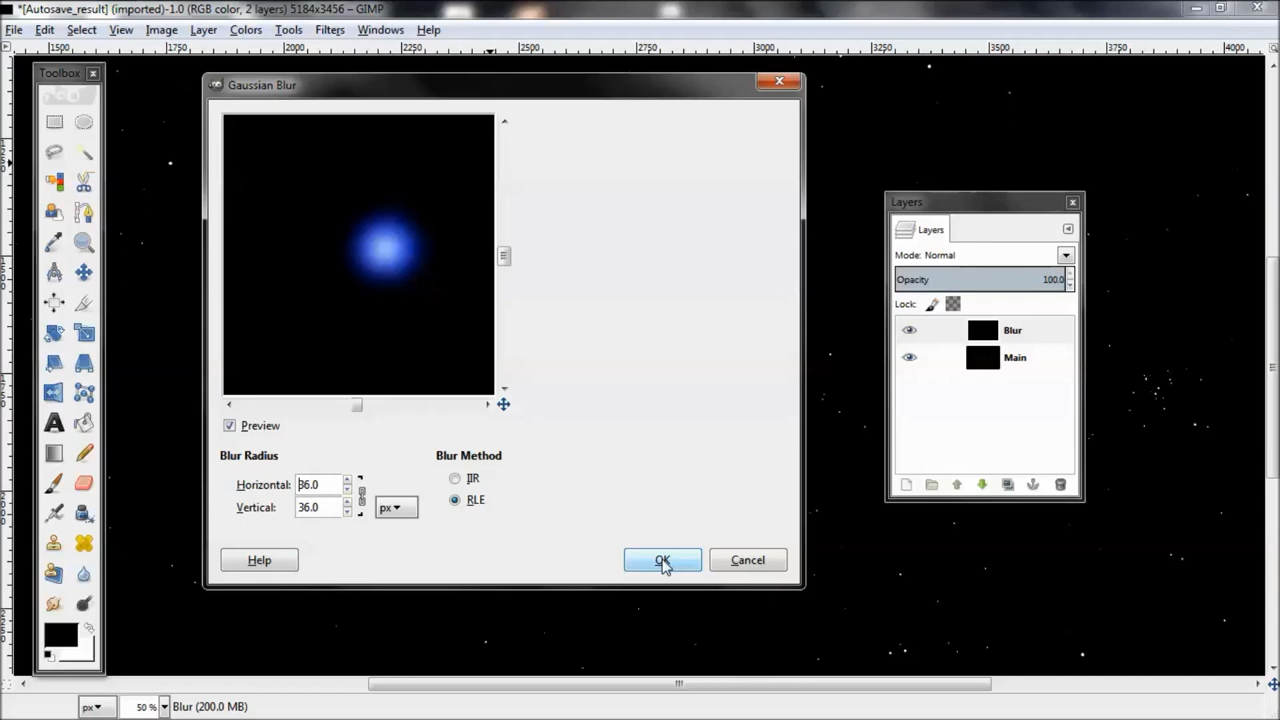 *[Autosave_result] (imported)-1.0 (RGB color, 2 layers) 5184x3456 – GIMP
File Edit Select View Image Layer Colors Tools Filters Windows Help
1500 1750 2000 2250 2500 2750 3000 3250 3500 3750 4000
Toolbox
Gaussian Blur
Preview
Blur Radius
Horizontal: 36.0
Vertical: 36.0
px
Blur Method
IIR
RLE
Help
OK
Cancel
Layers
Layers
Mode: Normal
Opacity 100.0
Lock:
Blur
Main
px 50 % Blur (200.0 MB)